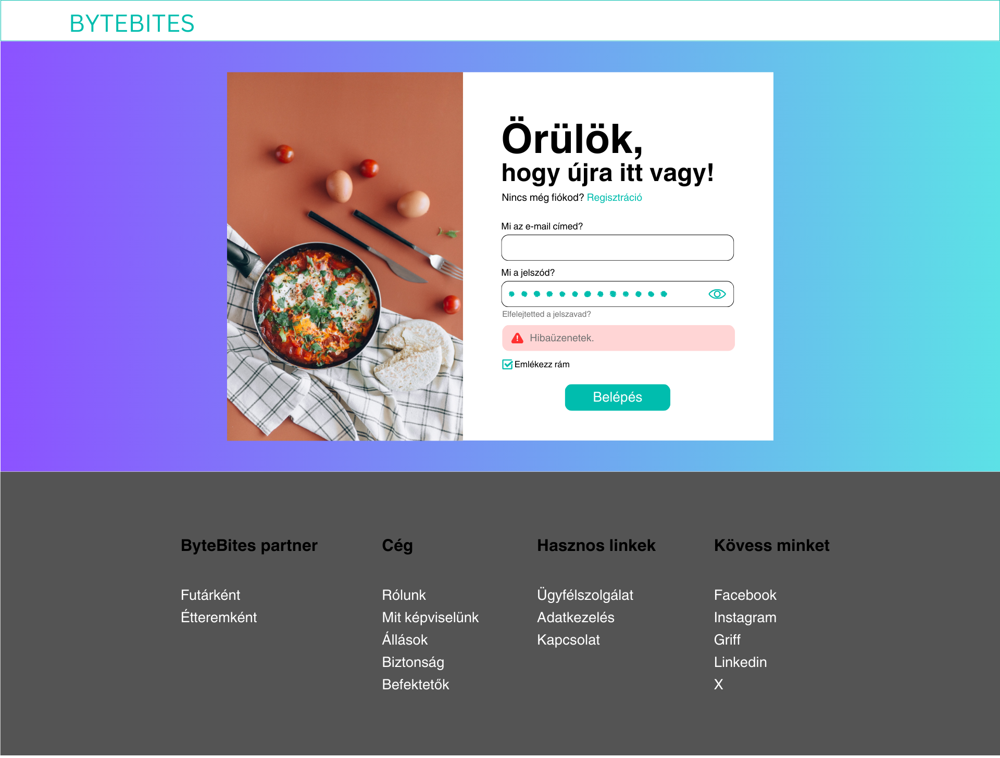 BYTEBITES
Örülök,
hogy újra itt vagy!
Nincs még fiókod? Regisztráció
Mi az e-mail címed?
Mi a jelszód?
Elfelejtetted a jelszavad?
Hibaüzenetek.
Emlékezz rám
Belépés
ByteBites partner
Futárként
Étteremként
Cég
Rólunk
Mit képviselünk
Állások
Biztonság
Befektetők
Hasznos linkek
Ügyfélszolgálat
Adatkezelés
Kapcsolat
Kövess minket
Facebook
Instagram
Griff
Linkedin
X